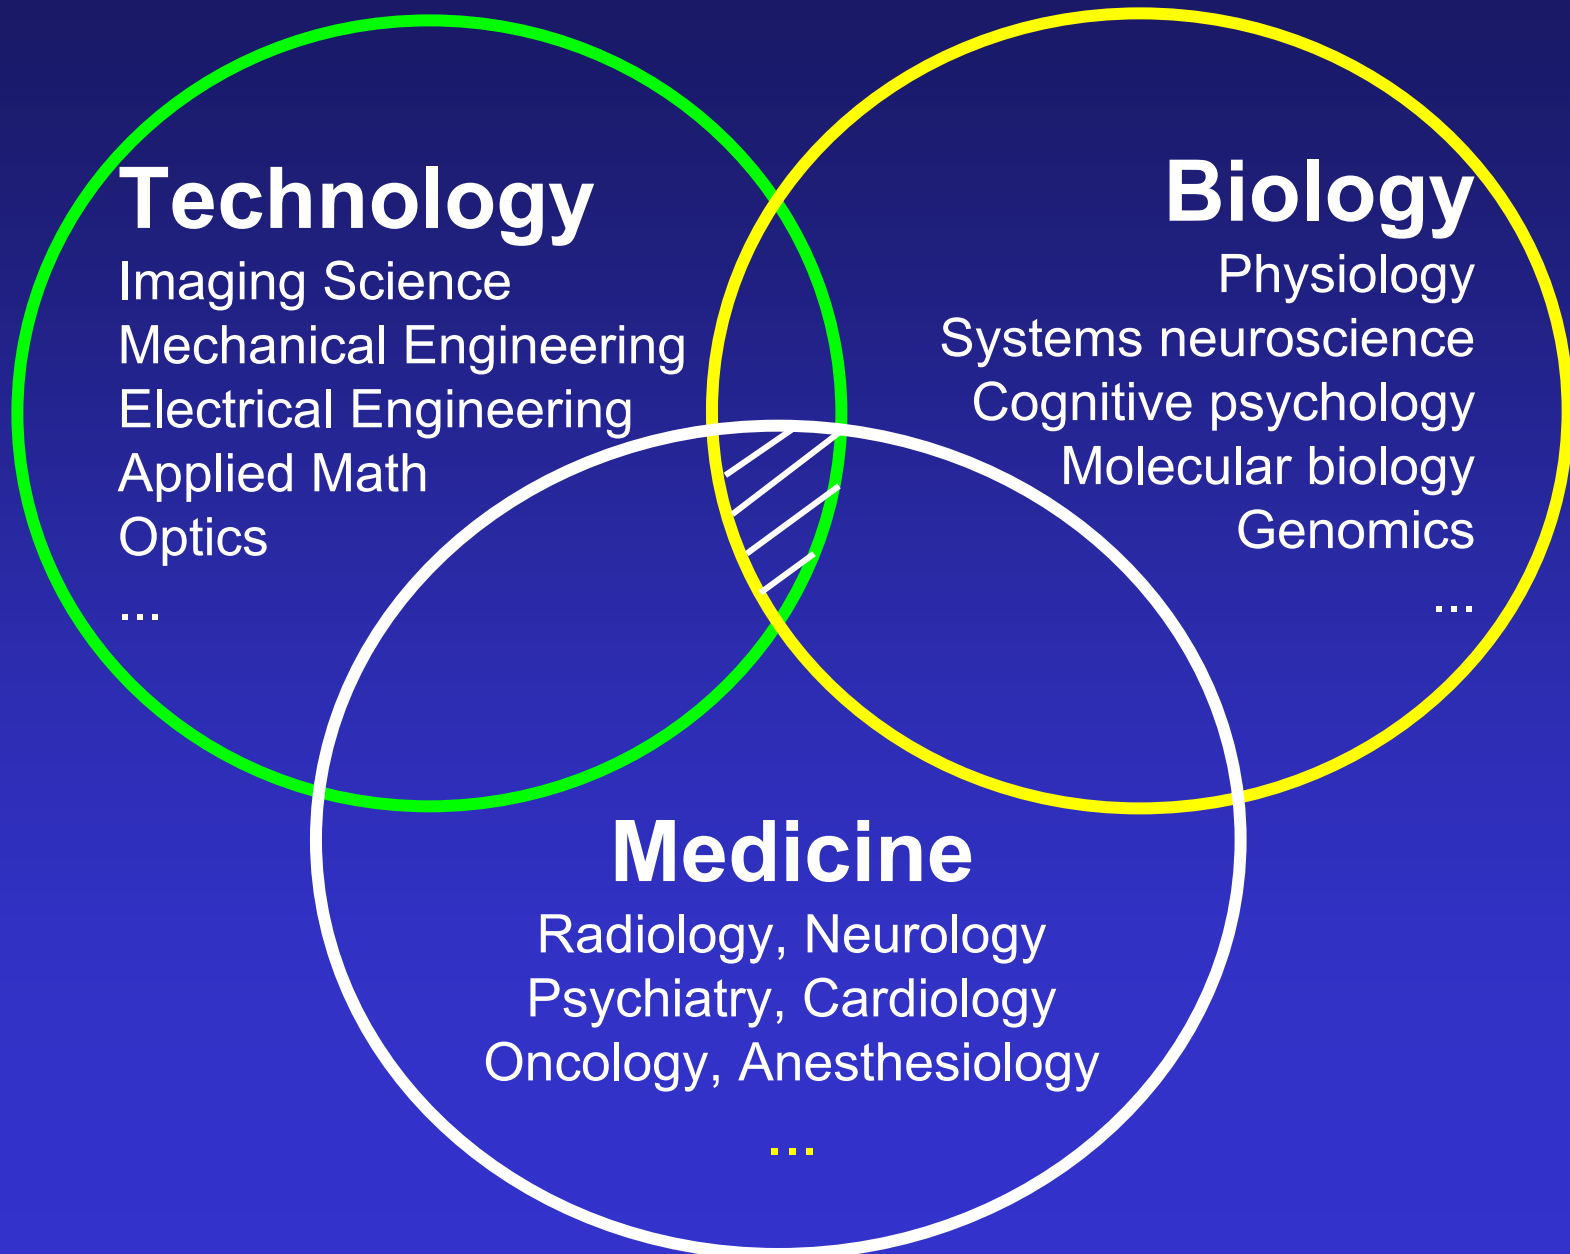 Technology
Imaging Science
Mechanical Engineering
Electrical Engineering
Applied Math
Optics
...
Biology
Physiology
Systems neuroscience
Cognitive psychology
Molecular biology
Genomics
...
Medicine
Radiology, Neurology
Psychiatry, Cardiology
Oncology, Anesthesiology
...